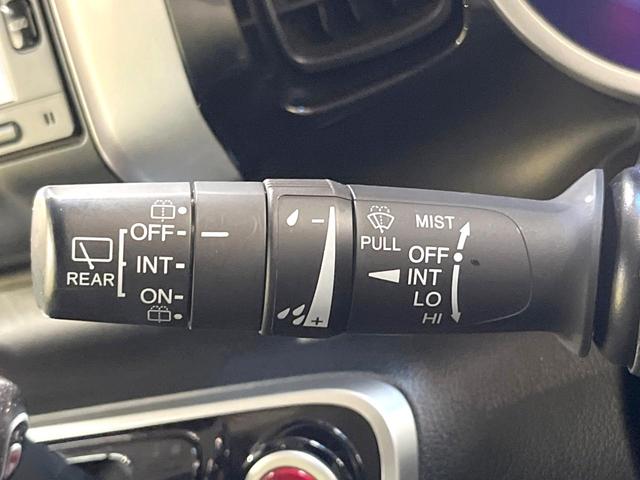 OFF
INT
REAR
ON
−
+
PULL
MIST
OFF
INT
LO
HI